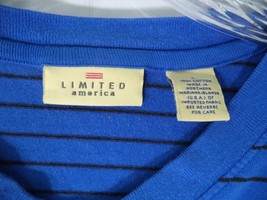 LIMITED
america
100% COTTON
MADE IN
NORTHERN
MARIANA ISLANDS
(U.S.A.) OF
IMPORTED FABRIC
SEE REVERSE
FOR CARE